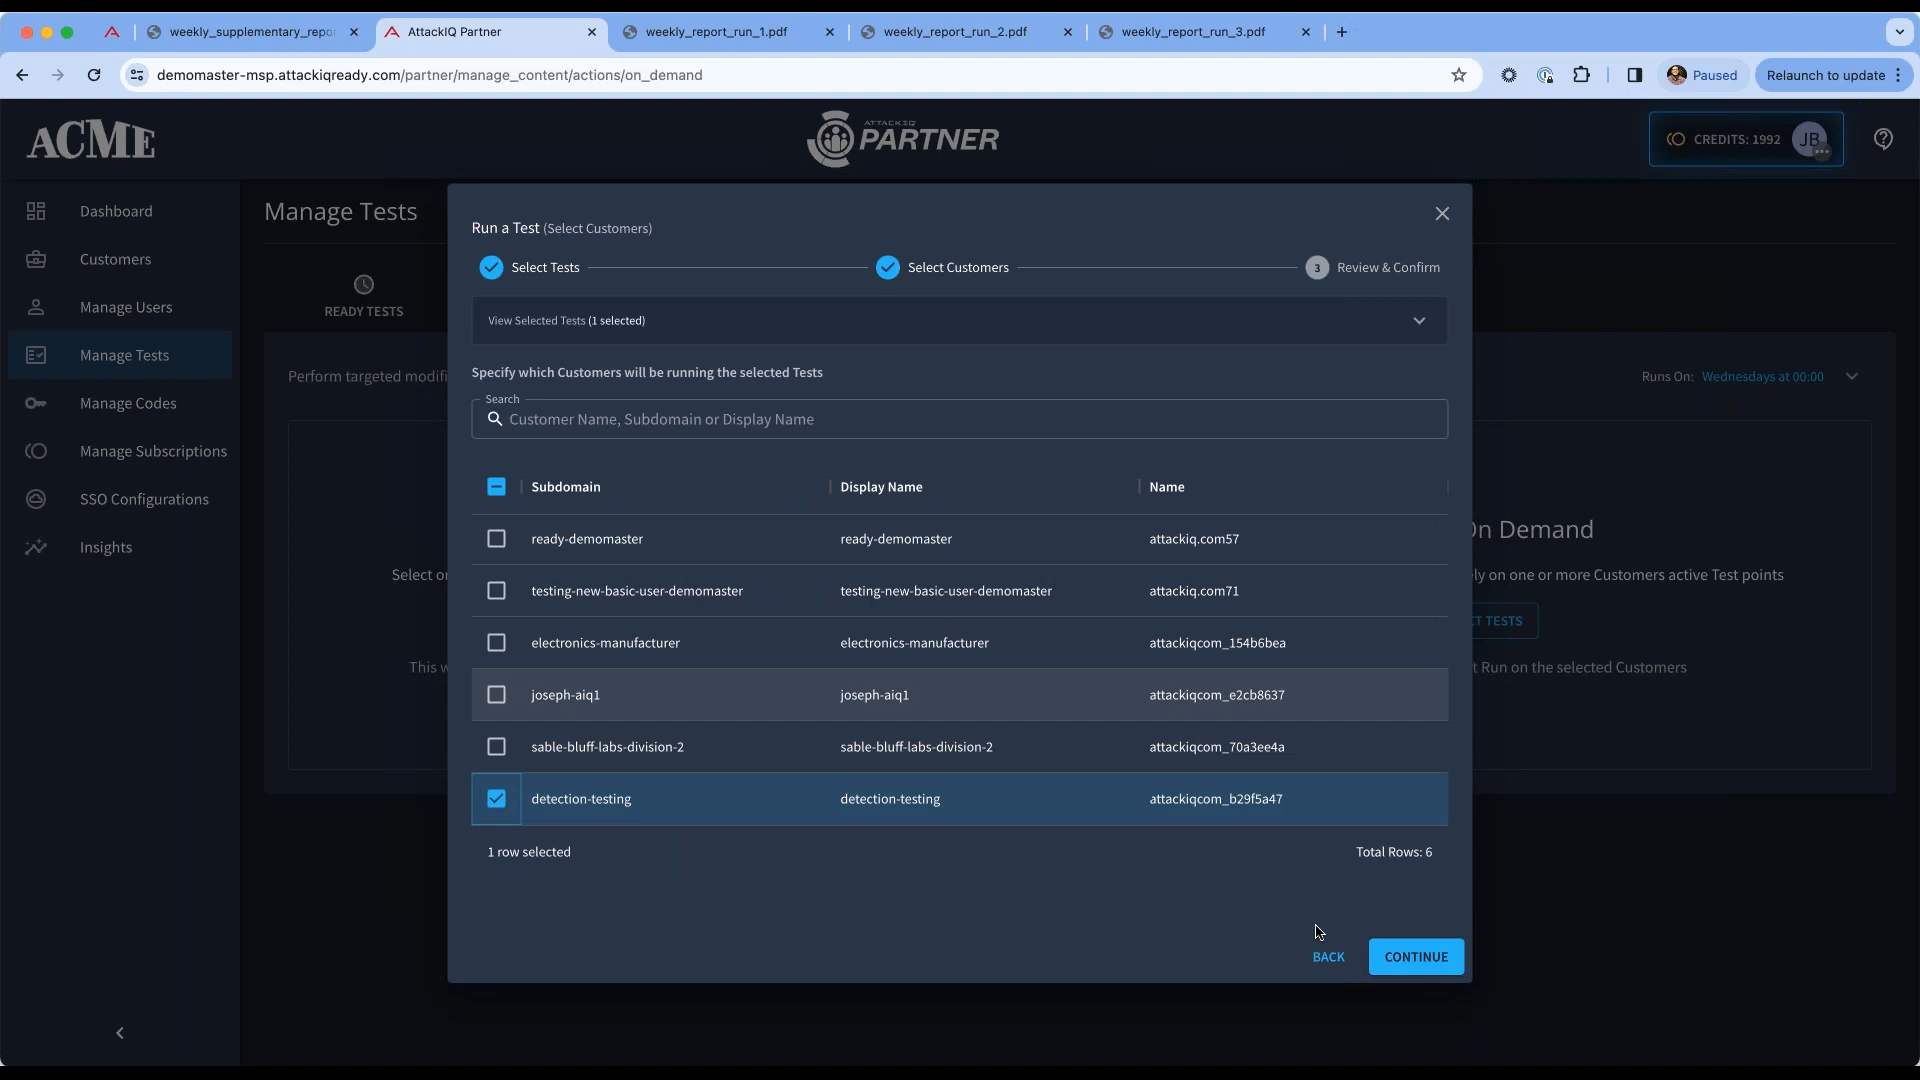 weekly_supplementary_repo
AttackIQ Partner
weekly_report_run_1.pdf
weekly_report_run_2.pdf
weekly_report_run_3.pdf
demomaster-msp.attackiqready.com/partner/manage_content/actions/on_demand
Paused
Relaunch to update
ACME
ATTACKIQ
PARTNER
CREDITS: 1992
JB
Dashboard
Customers
Manage Users
Manage Tests
Manage Codes
Manage Subscriptions
SSO Configurations
Insights
Manage Tests
READY TESTS
Perform targeted modifi
Runs On: Wednesdays at 00:00
Select or
This w
On Demand
ly on one or more Customers active Test points
CT TESTS
t Run on the selected Customers
Run a Test (Select Customers)
Select Tests
Select Customers
3 Review & Confirm
View Selected Tests (1 selected)
Specify which Customers will be running the selected Tests
Search
Customer Name, Subdomain or Display Name
Subdomain Display Name Name
ready-demomaster ready-demomaster attackiq.com57
testing-new-basic-user-demomaster testing-new-basic-user-demomaster attackiq.com71
electronics-manufacturer electronics-manufacturer attackiqcom_154b6bea
joseph-aiq1 joseph-aiq1 attackiqcom_e2cb8637
sable-bluff-labs-division-2 sable-bluff-labs-division-2 attackiqcom_70a3ee4a
detection-testing detection-testing attackiqcom_b29f5a47
1 row selected
Total Rows: 6
BACK
CONTINUE